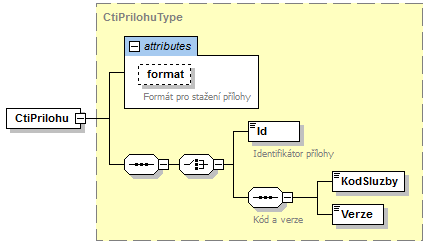 CtiPrilohuType
attributes
format
Formát pro stažení přílohy
CtiPrilohu
Id
Identifikátor přílohy
KodSluzby
Kód a verze
Verze